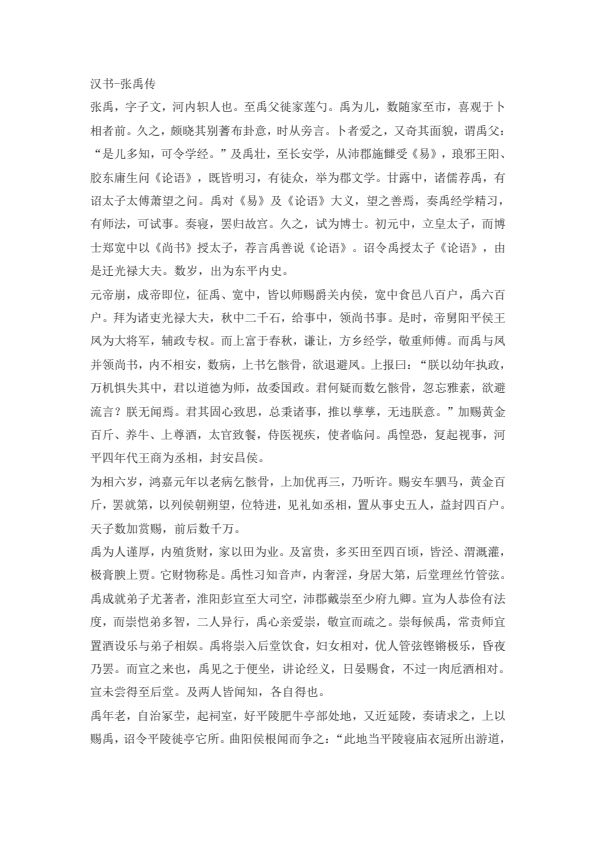 汉书-张禹传
张禹，字子文，河内轵人也。至禹父徙家莲勺。禹为儿，数随家至市，喜观于卜
相者前。久之，颇晓其别蓍布卦意，时从旁言。卜者爱之，又奇其面貌，谓禹父：
“是儿多知，可令学经。”及禹壮，至长安学，从沛郡施雠受《易》，琅邪王阳、
胶东庸生问《论语》，既皆明习，有徒众，举为郡文学。甘露中，诸儒荐禹，有
诏太子太傅萧望之问。禹对《易》及《论语》大义，望之善焉，奏禹经学精习，
有师法，可试事。奏寝，罢归故官。久之，试为博士。初元中，立皇太子，而博
士郑宽中以《尚书》授太子，荐言禹善说《论语》。诏令禹授太子《论语》，由
是迁光禄大夫。数岁，出为东平内史。
元帝崩，成帝即位，征禹、宽中，皆以师赐爵关内侯，宽中食邑八百户，禹六百
户。拜为诸吏光禄大夫，秩中二千石，给事中，领尚书事。是时，帝舅阳平侯王
凤为大将军，辅政专权。而上富于春秋，谦让，方乡经学，敬重师傅。而禹与凤
并领尚书，内不相安，数病，上书乞骸骨，欲退避凤。上报曰：“朕以幼年执政，
万机惧失其中，君以道德为师，故委国政。君何疑而数乞骸骨，忽忘雅素，欲避
流言？朕无闻焉。君其固心致思，总秉诸事，推以孳孳，无违朕意。”加赐黄金
百斤、养牛、上尊酒，太官致餐，侍医视疾，使者临问。禹惶恐，复起视事，河
平四年代王商为丞相，封安昌侯。
为相六岁，鸿嘉元年以老病乞骸骨，上加优再三，乃听许。赐安车驷马，黄金百
斤，罢就第，以列侯朝朔望，位特进，见礼如丞相，置从事史五人，益封四百户。
天子数加赏赐，前后数千万。
禹为人谨厚，内殖货财，家以田为业。及富贵，多买田至四百顷，皆泾、渭溉灌，
极膏腴上贾。它财物称是。禹性习知音声，内奢淫，身居大第，后堂理丝竹管弦。
禹成就弟子尤著者，淮阳彭宣至大司空，沛郡戴崇至少府九卿。宣为人恭俭有法
度，而崇恺弟多智，二人异行，禹心亲爱崇，敬宣而疏之。崇每候禹，常责师宜
置酒设乐与弟子相娱。禹将崇入后堂饮食，妇女相对，优人管弦铿锵极乐，昏夜
乃罢。而宣之来也，禹见之于便坐，讲论经义，日晏赐食，不过一肉卮酒相对。
宣未尝得至后堂。及两人皆闻知，各自得也。
禹年老，自治冢茔，起祠室，好平陵肥牛亭部处地，又近延陵，奏请求之，上以
赐禹，诏令平陵徙亭它所。曲阳侯根闻而争之：“此地当平陵寝庙衣冠所出游道，